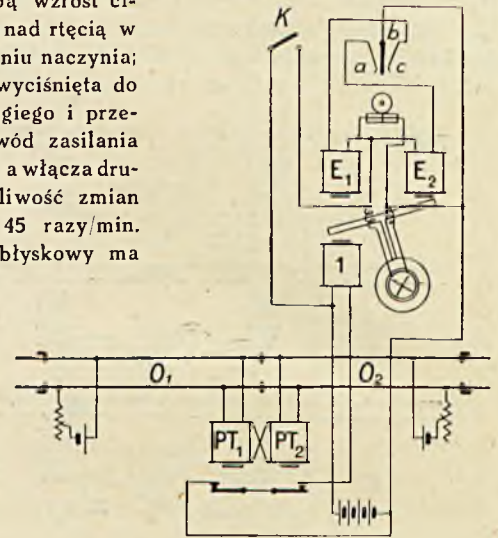 ą wzrost ci-
nad rtęcią w
niu naczynia;
wyciśnięta do
giego i prze-
wód zasilania
a włącza dru-
liwość zmian
45 razy/min.
błyskowy ma
K
b
a
c
E1
E2
1
O1
O2
PT1
PT2